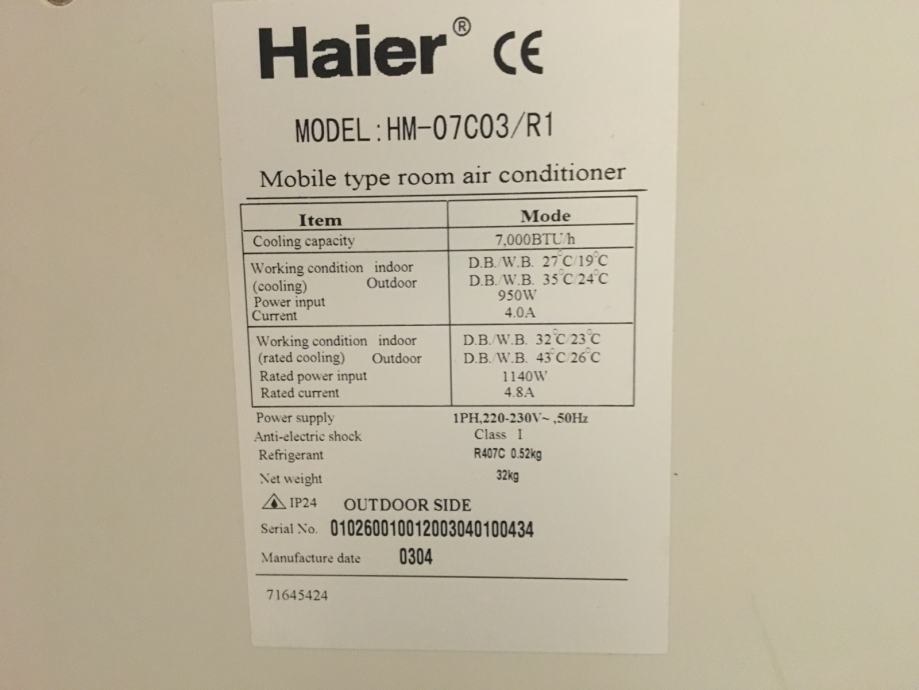 Haier® CE
MODEL:HM-07C03/R1
Mobile type room air conditioner
Item Mode
Cooling capacity 7,000BTU/h
Working condition indoor D.B./W.B. 27°C/19°C
(cooling) Outdoor D.B./W.B. 35°C/24°C
Power input 950W
Current 4.0A
Working condition indoor D.B./W.B. 32°C/23°C
(rated cooling) Outdoor D.B./W.B. 43°C/26°C
Rated power input 1140W
Rated current 4.8A
Power supply 1PH,220-230V~,50Hz
Anti-electric shock Class I
Refrigerant R407C 0.52kg
Net weight 32kg
IP24 OUTDOOR SIDE
Serial No. 010260010012003040100434
Manufacture date 0304
71645424